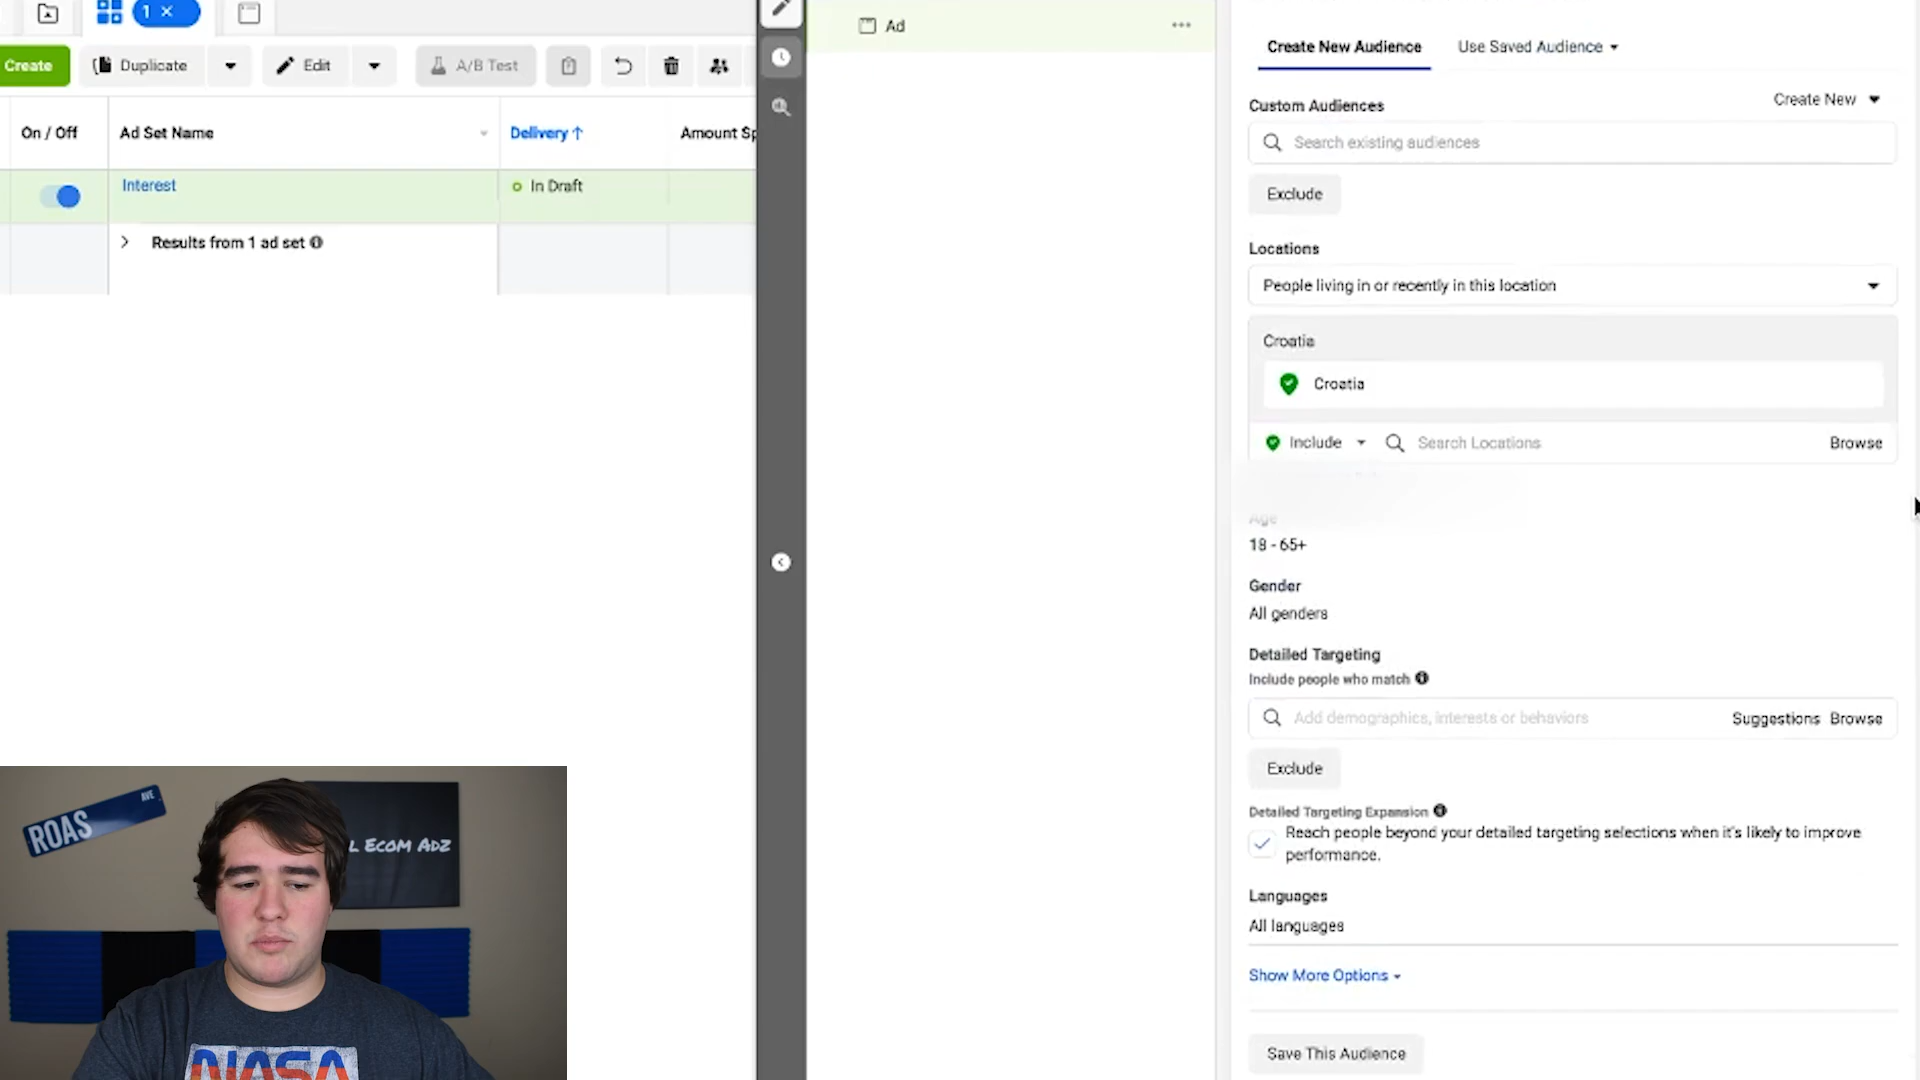 1 ×
Create
Duplicate
Edit
A/B Test
On / Off
Ad Set Name
Delivery ↑
Amount Sp
Interest
In Draft
Results from 1 ad set
Ad
Create New Audience
Use Saved Audience
Custom Audiences
Create New
Search existing audiences
Exclude
Locations
People living in or recently in this location
Croatia
Croatia
Include
Search Locations
Browse
Age
18 - 65+
Gender
All genders
Detailed Targeting
Include people who match
Add demographics, interests or behaviors
Suggestions
Browse
Exclude
Detailed Targeting Expansion
Reach people beyond your detailed targeting selections when it's likely to improve
performance.
Languages
All languages
Show More Options
Save This Audience
ROAS AVE
L ECOM ADZ
NASA